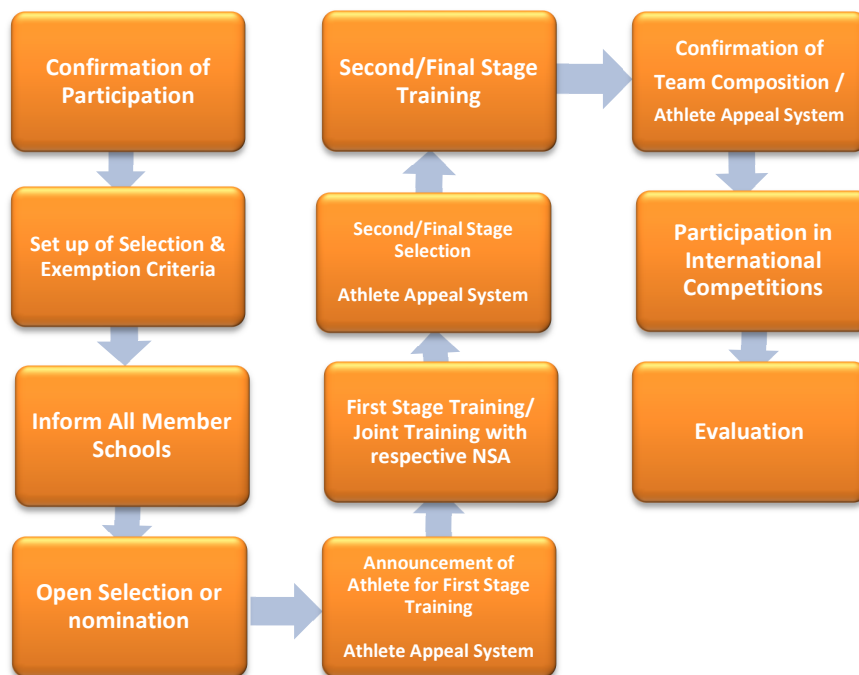 Confirmation of
Participation
Set up of Selection &
Exemption Criteria
Inform All Member
Schools
Open Selection or
nomination
Announcement of
Athlete for First Stage
Training
Athlete Appeal System
First Stage Training/
Joint Training with
respective NSA
Second/Final Stage
Selection
Athlete Appeal System
Second/Final Stage
Training
Confirmation of
Team Composition /
Athlete Appeal System
Participation in
International
Competitions
Evaluation